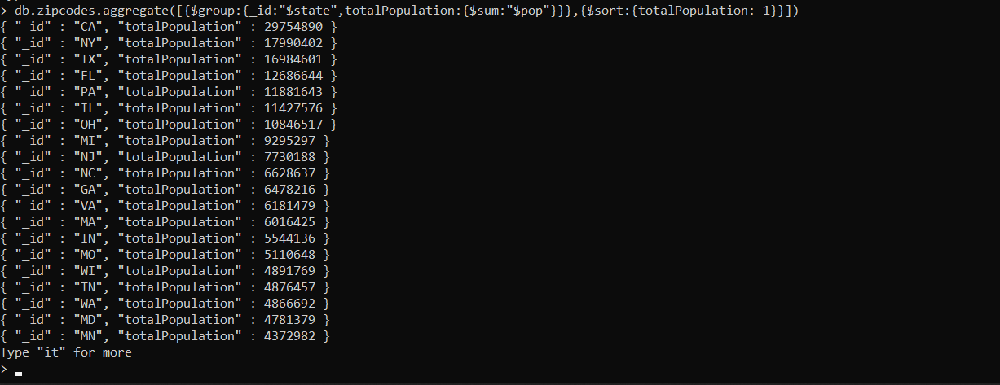 > db.zipcodes.aggregate([{$group:{_id:"$state",totalPopulation:{$sum:"$pop"}}},{$sort:{totalPopulation:-1}}])
{ "_id" : "CA", "totalPopulation" : 29754890 }
{ "_id" : "NY", "totalPopulation" : 17990402 }
{ "_id" : "TX", "totalPopulation" : 16984601 }
{ "_id" : "FL", "totalPopulation" : 12686644 }
{ "_id" : "PA", "totalPopulation" : 11881643 }
{ "_id" : "IL", "totalPopulation" : 11427576 }
{ "_id" : "OH", "totalPopulation" : 10846517 }
{ "_id" : "MI", "totalPopulation" : 9295297 }
{ "_id" : "NJ", "totalPopulation" : 7730188 }
{ "_id" : "NC", "totalPopulation" : 6628637 }
{ "_id" : "GA", "totalPopulation" : 6478216 }
{ "_id" : "VA", "totalPopulation" : 6181479 }
{ "_id" : "MA", "totalPopulation" : 6016425 }
{ "_id" : "IN", "totalPopulation" : 5544136 }
{ "_id" : "MO", "totalPopulation" : 5110648 }
{ "_id" : "WI", "totalPopulation" : 4891769 }
{ "_id" : "TN", "totalPopulation" : 4876457 }
{ "_id" : "WA", "totalPopulation" : 4866692 }
{ "_id" : "MD", "totalPopulation" : 4781379 }
{ "_id" : "MN", "totalPopulation" : 4372982 }
Type "it" for more
>